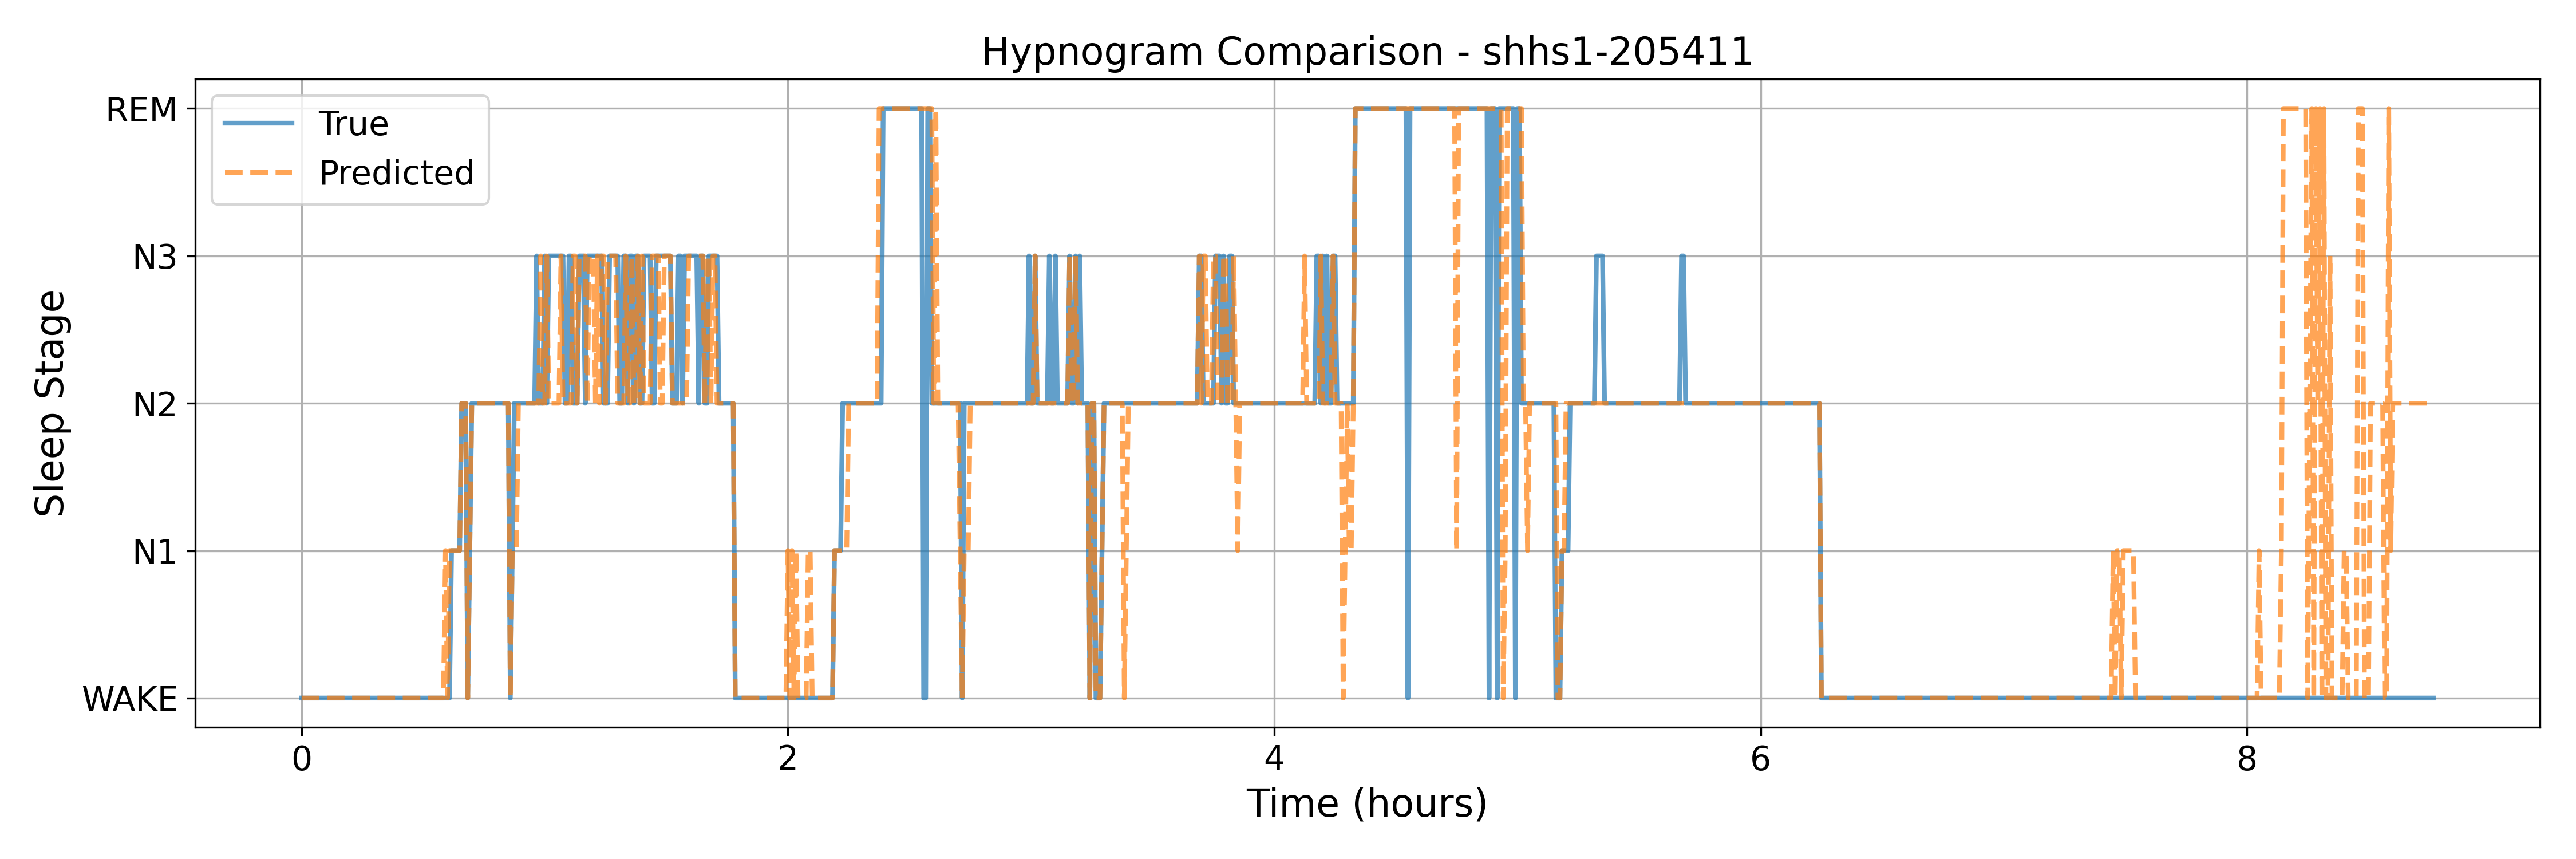 Hypnogram Comparison - shhs1-205411
True
Predicted
Sleep Stage
REM
N3
N2
N1
WAKE
0 2 4 6 8
Time (hours)